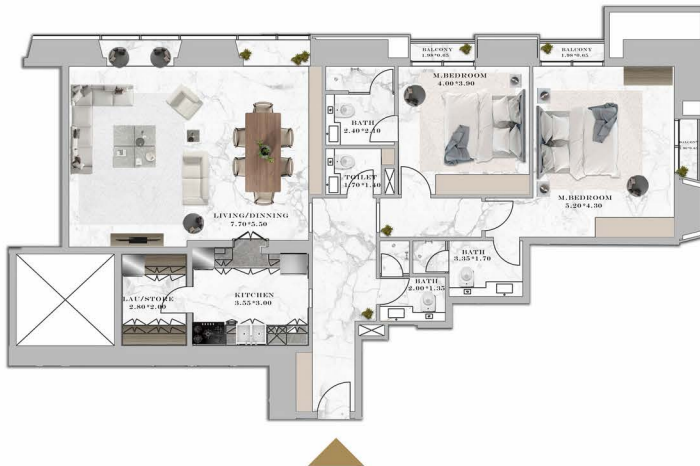 BALCONY
1.98*0.65
BALCONY
1.98*0.65
M.BEDROOM
4.00*3.90
BATH
2.40*2.10
TOILET
1.70*1.40
M.BEDROOM
5.20*4.30
LIVING/DINNING
7.70*5.50
BATH
3.35*1.70
BATH
2.00*1.35
LAU/STORE
2.80*2.00
KITCHEN
3.55*3.00